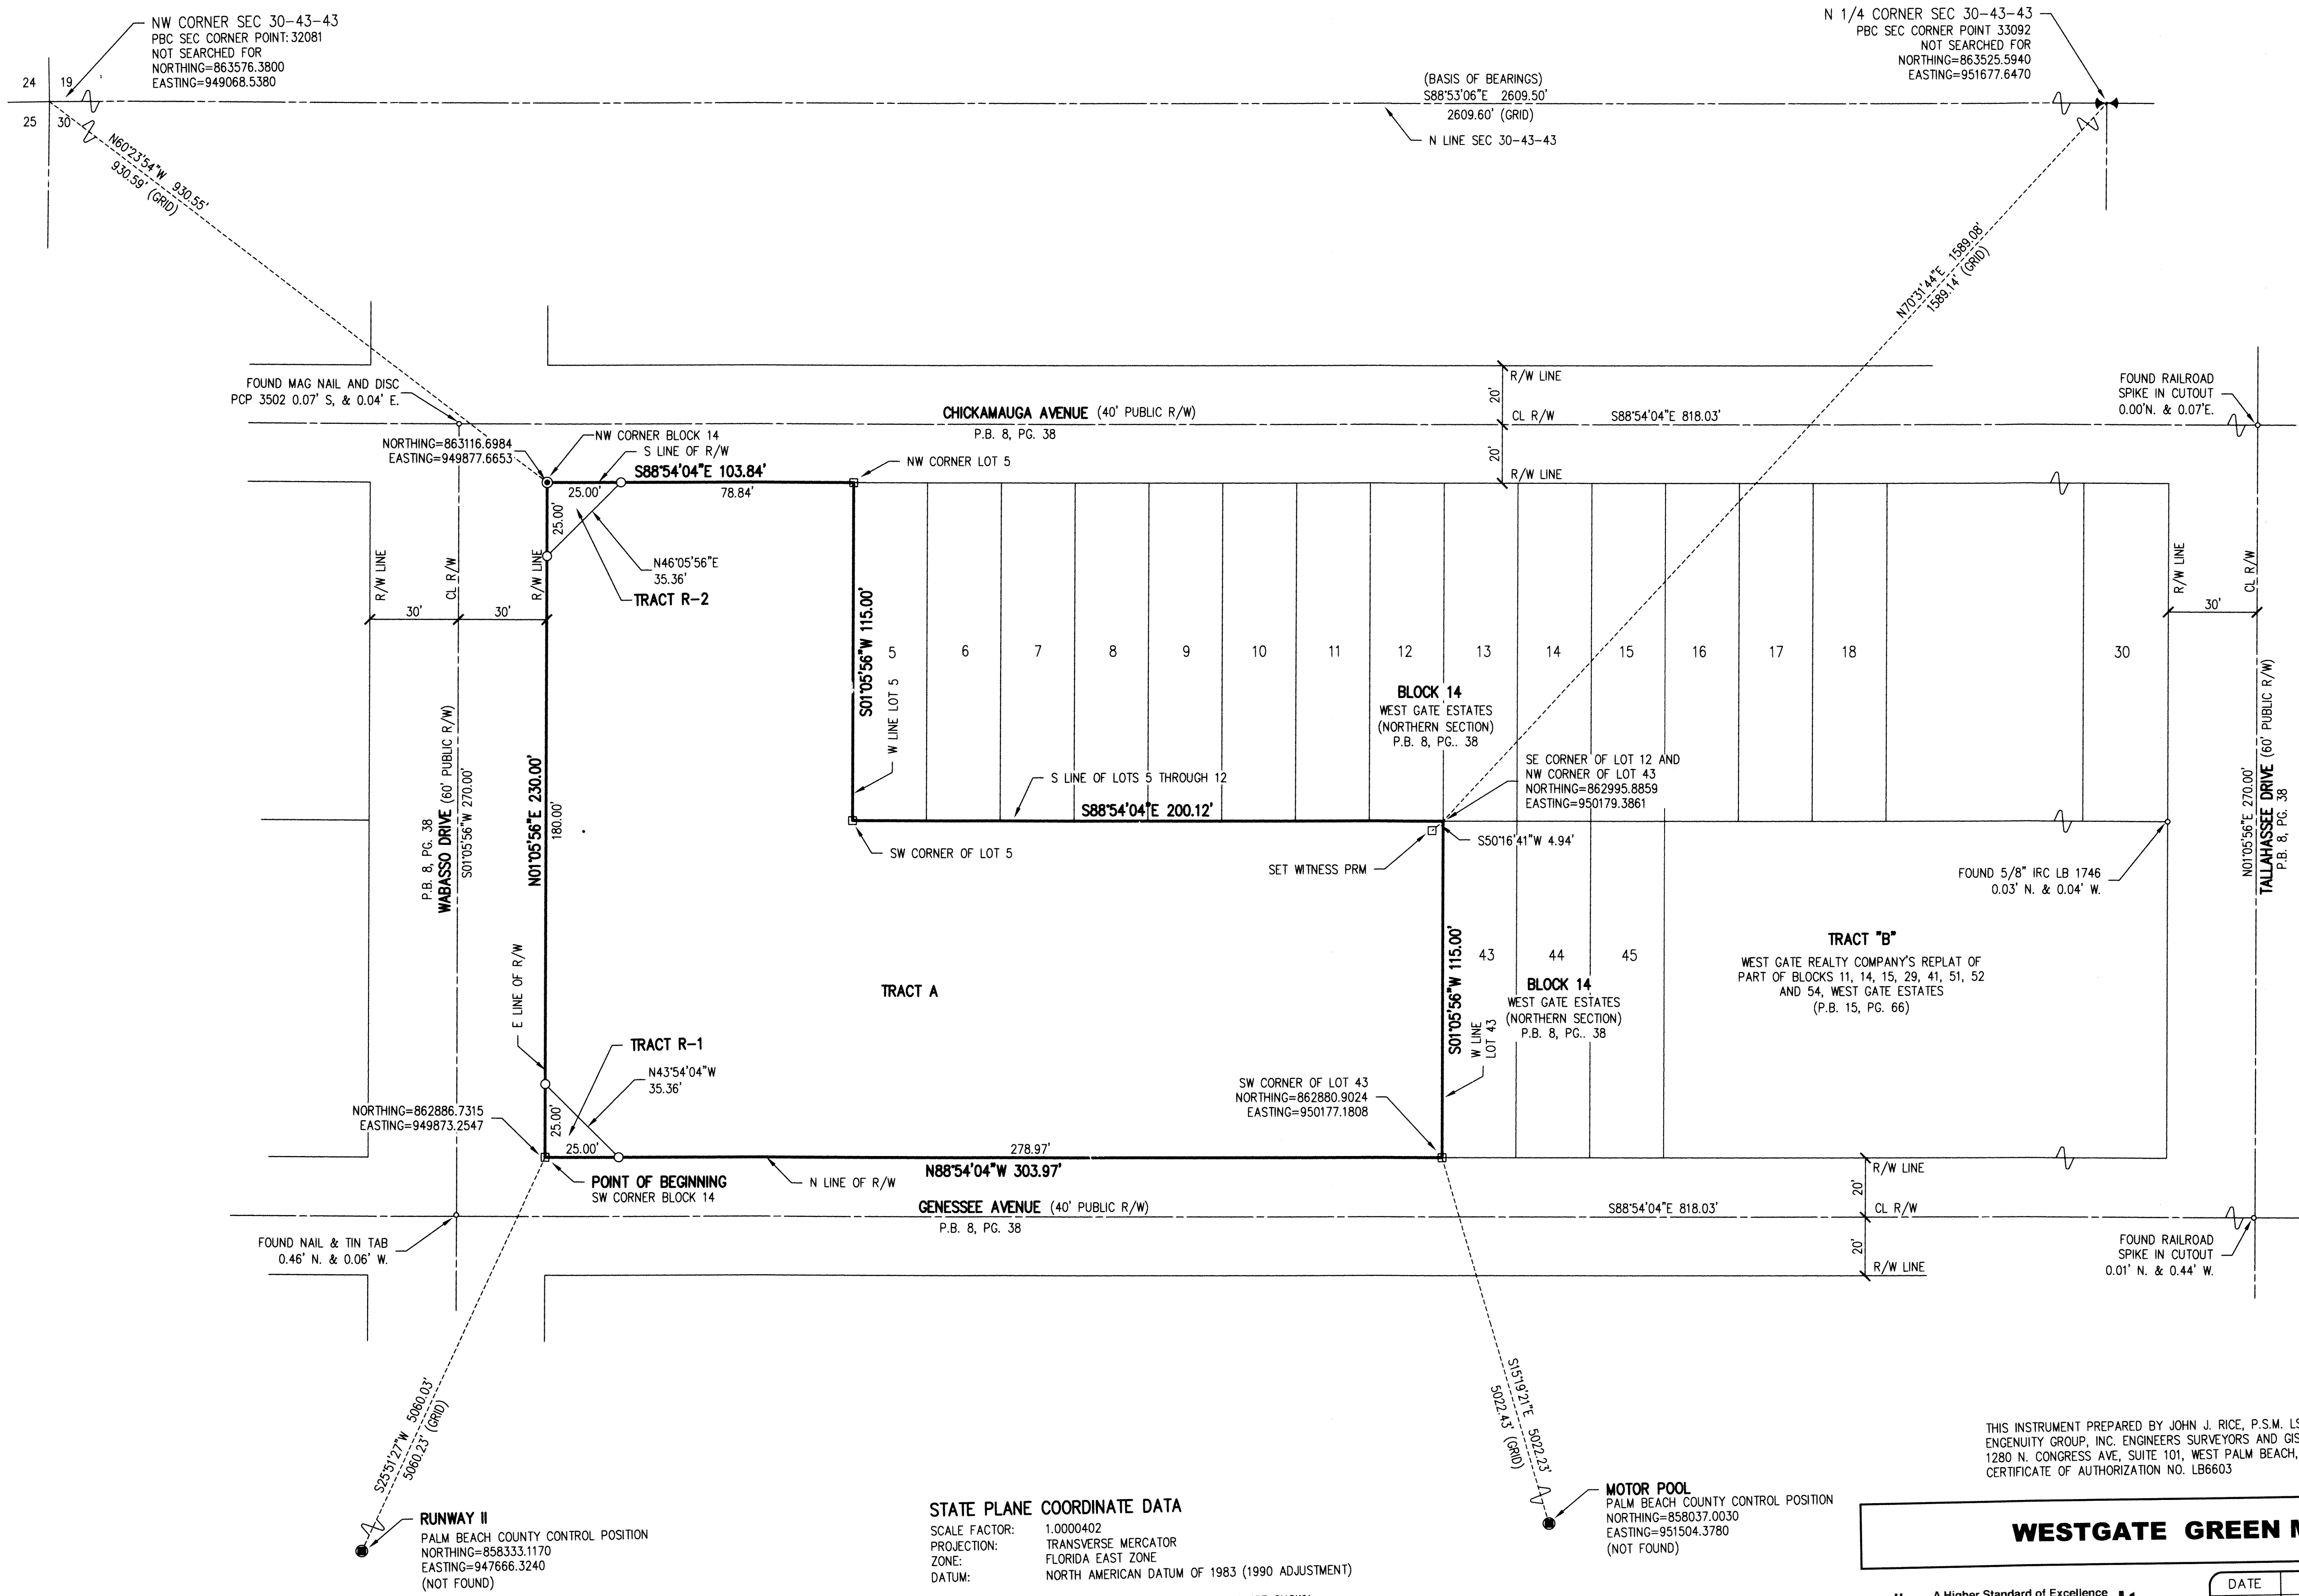 NW CORNER SEC 30-43-43
PBC SEC CORNER POINT: 32081
NOT SEARCHED FOR
NORTHING=863576.3800
EASTING=949068.5380
24 19
25 30
N60°23'54"W 930.55'
930.59' (GRID)
(BASIS OF BEARINGS)
S88°53'06"E 2609.50'
2609.60' (GRID)
N LINE SEC 30-43-43
N 1/4 CORNER SEC 30-43-43
PBC SEC CORNER POINT 33092
NOT SEARCHED FOR
NORTHING=863525.5940
EASTING=951677.6470
N70°31'44"E 1589.08'
1589.14' (GRID)
FOUND MAG NAIL AND DISC
PCP 3502 0.07' S, & 0.04' E.
CHICKAMAUGA AVENUE (40' PUBLIC R/W)
P.B. 8, PG. 38
R/W LINE
20'
CL R/W
S88°54'04"E 818.03'
20'
R/W LINE
FOUND RAILROAD
SPIKE IN CUTOUT
0.00'N. & 0.07'E.
NORTHING=863116.6984
EASTING=949877.6653
NW CORNER BLOCK 14
S LINE OF R/W
S88°54'04"E 103.84'
25.00'
78.84'
NW CORNER LOT 5
25.00'
N46°05'56"E
35.36'
TRACT R-2
R/W LINE
CL R/W
R/W LINE
30'
30'
S01°05'56"W 115.00'
W LINE LOT 5
5
6
7
8
9
10
11
12
13
14
15
16
17
18
30
R/W LINE
CL R/W
30'
BLOCK 14
WEST GATE ESTATES
(NORTHERN SECTION)
P.B. 8, PG.. 38
SE CORNER OF LOT 12 AND
NW CORNER OF LOT 43
NORTHING=862995.8859
EASTING=950179.3861
S LINE OF LOTS 5 THROUGH 12
S88°54'04"E 200.12'
SW CORNER OF LOT 5
S50°16'41"W 4.94'
SET WITNESS PRM
P.B. 8, PG. 38
WABASSO DRIVE (60' PUBLIC R/W)
S01°05'56"W 270.00'
N01°05'56"E 230.00'
180.00'
E LINE OF R/W
N01°05'56"E 270.00'
TALLAHASSEE DRIVE (60' PUBLIC R/W)
P.B. 8, PG. 38
FOUND 5/8" IRC LB 1746
0.03' N. & 0.04' W.
TRACT A
S01°05'56"W 115.00'
W LINE
LOT 43
43
44
45
BLOCK 14
WEST GATE ESTATES
(NORTHERN SECTION)
P.B. 8, PG.. 38
TRACT "B"
WEST GATE REALTY COMPANY'S REPLAT OF
PART OF BLOCKS 11, 14, 15, 29, 41, 51, 52
AND 54, WEST GATE ESTATES
(P.B. 15, PG. 66)
TRACT R-1
N43°54'04"W
35.36'
25.00'
25.00'
NORTHING=862886.7315
EASTING=949873.2547
SW CORNER OF LOT 43
NORTHING=862880.9024
EASTING=950177.1808
278.97'
N88°54'04"W 303.97'
POINT OF BEGINNING
SW CORNER BLOCK 14
N LINE OF R/W
GENESSEE AVENUE (40' PUBLIC R/W)
P.B. 8, PG. 38
S88°54'04"E 818.03'
R/W LINE
20'
CL R/W
20'
R/W LINE
FOUND NAIL & TIN TAB
0.46' N. & 0.06' W.
FOUND RAILROAD
SPIKE IN CUTOUT
0.01' N. & 0.44' W.
S25°51'27"W 5060.03'
5060.23' (GRID)
S15°19'21"E 5022.23'
5022.43' (GRID)
RUNWAY II
PALM BEACH COUNTY CONTROL POSITION
NORTHING=858333.1170
EASTING=947666.3240
(NOT FOUND)
STATE PLANE COORDINATE DATA
SCALE FACTOR: 1.0000402
PROJECTION: TRANSVERSE MERCATOR
ZONE: FLORIDA EAST ZONE
DATUM: NORTH AMERICAN DATUM OF 1983 (1990 ADJUSTMENT)
MOTOR POOL
PALM BEACH COUNTY CONTROL POSITION
NORTHING=858037.0030
EASTING=951504.3780
(NOT FOUND)
THIS INSTRUMENT PREPARED BY JOHN J. RICE, P.S.M. LS
ENGENUITY GROUP, INC. ENGINEERS SURVEYORS AND GIS
1280 N. CONGRESS AVE, SUITE 101, WEST PALM BEACH,
CERTIFICATE OF AUTHORIZATION NO. LB6603
WESTGATE GREEN M
A Higher Standard of Excellence
DATE